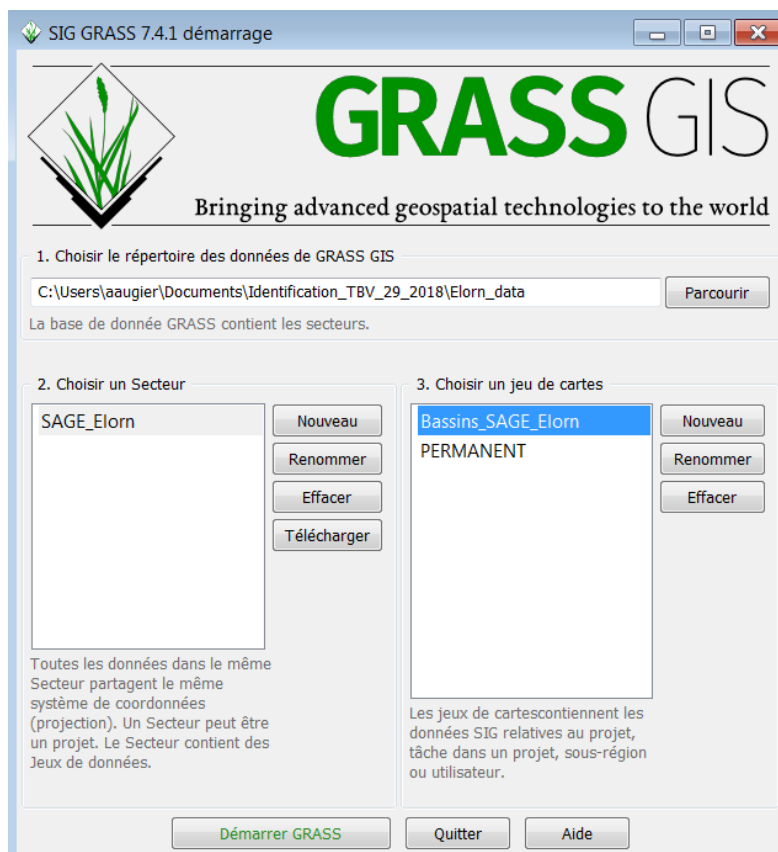 SIG GRASS 7.4.1 démarrage
GRASS GIS
Bringing advanced geospatial technologies to the world
1. Choisir le répertoire des données de GRASS GIS
C:\Users\aaugier\Documents\Identification_TBV_29_2018\Elorn_data
Parcourir
La base de donnée GRASS contient les secteurs.
2. Choisir un Secteur
SAGE_Elorn
Nouveau
Renommer
Effacer
Télécharger
Toutes les données dans le même
Secteur partagent le même
système de coordonnées
(projection). Un Secteur peut être
un projet. Le Secteur contient des
Jeux de données.
3. Choisir un jeu de cartes
Bassins_SAGE_Elorn
PERMANENT
Nouveau
Renommer
Effacer
Les jeux de cartescontiennent les
données SIG relatives au projet,
tâche dans un projet, sous-région
ou utilisateur.
Démarrer GRASS
Quitter
Aide